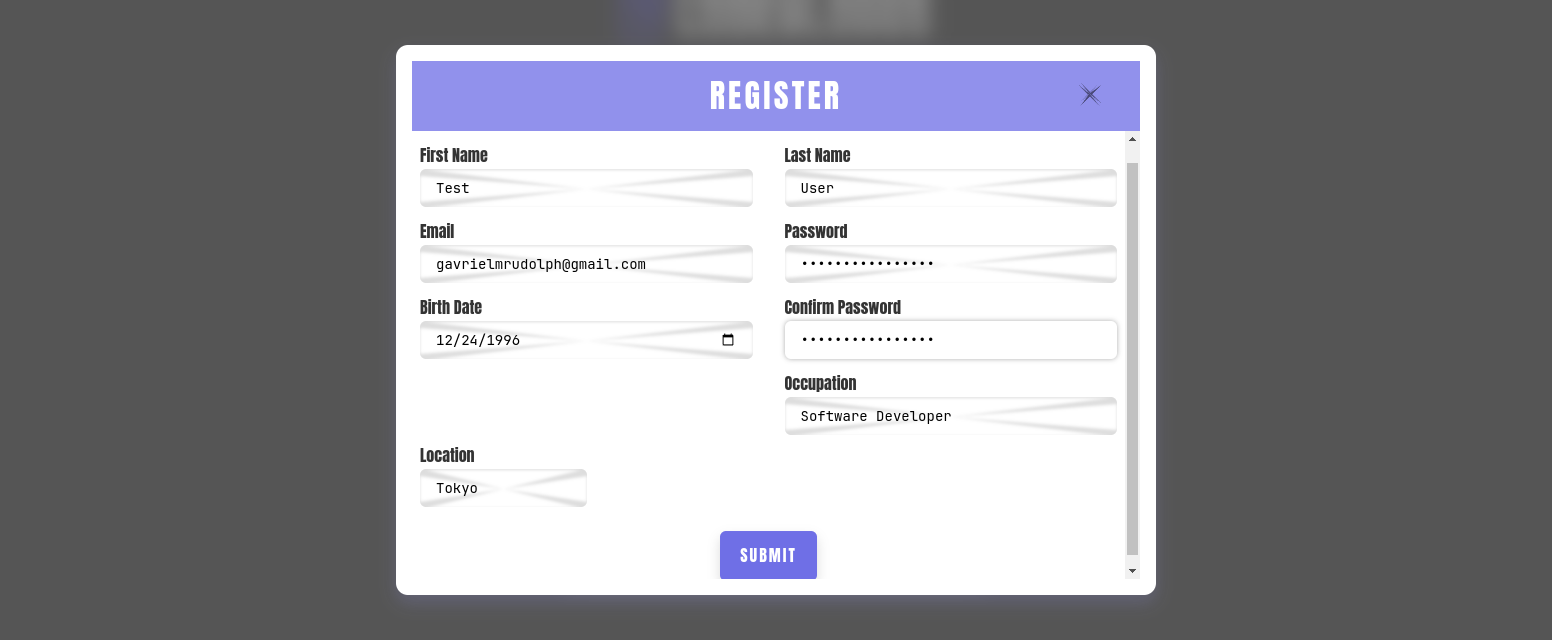 REGISTER
First Name
Last Name
Test
User
Email
Password
gavrielmrudolph@gmail.com
••••••••••••••••
Birth Date
Confirm Password
12/24/1996
••••••••••••••••
Occupation
Software Developer
Location
Tokyo
SUBMIT